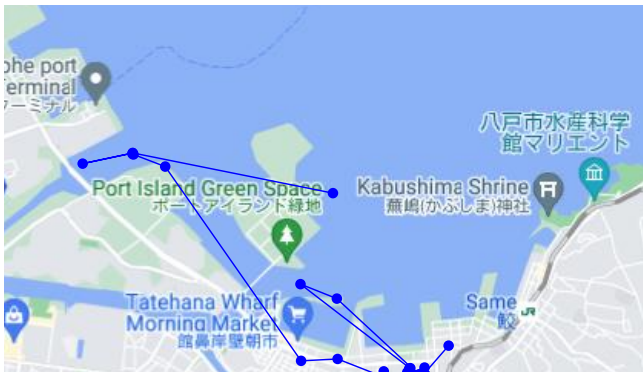 ohe port
Terminal
ターミナル
八戸市水産科学
館マリエント
Port Island Green Space
ポートアイランド緑地
Kabushima Shrine
蕪嶋(かぶしま)神社
Tatehana Wharf
Morning Market
館鼻岸壁朝市
Same
鮫
JR